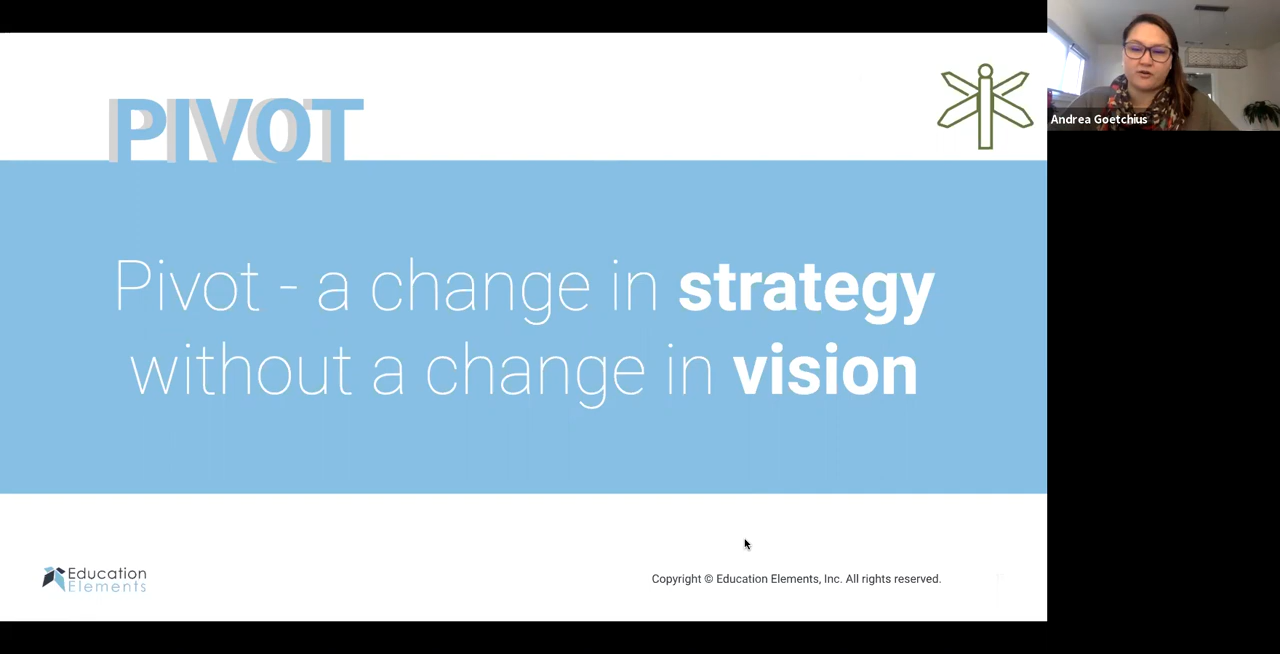 PIVOT
Andrea Goetchius
Pivot - a change in strategy
without a change in vision
Education
Elements
Copyright © Education Elements, Inc. All rights reserved.